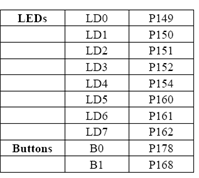 LEDs LD0 P149
LD1 P150
LD2 P151
LD3 P152
LD4 P154
LD5 P160
LD6 P161
LD7 P162
Buttons B0 P178
B1 P168